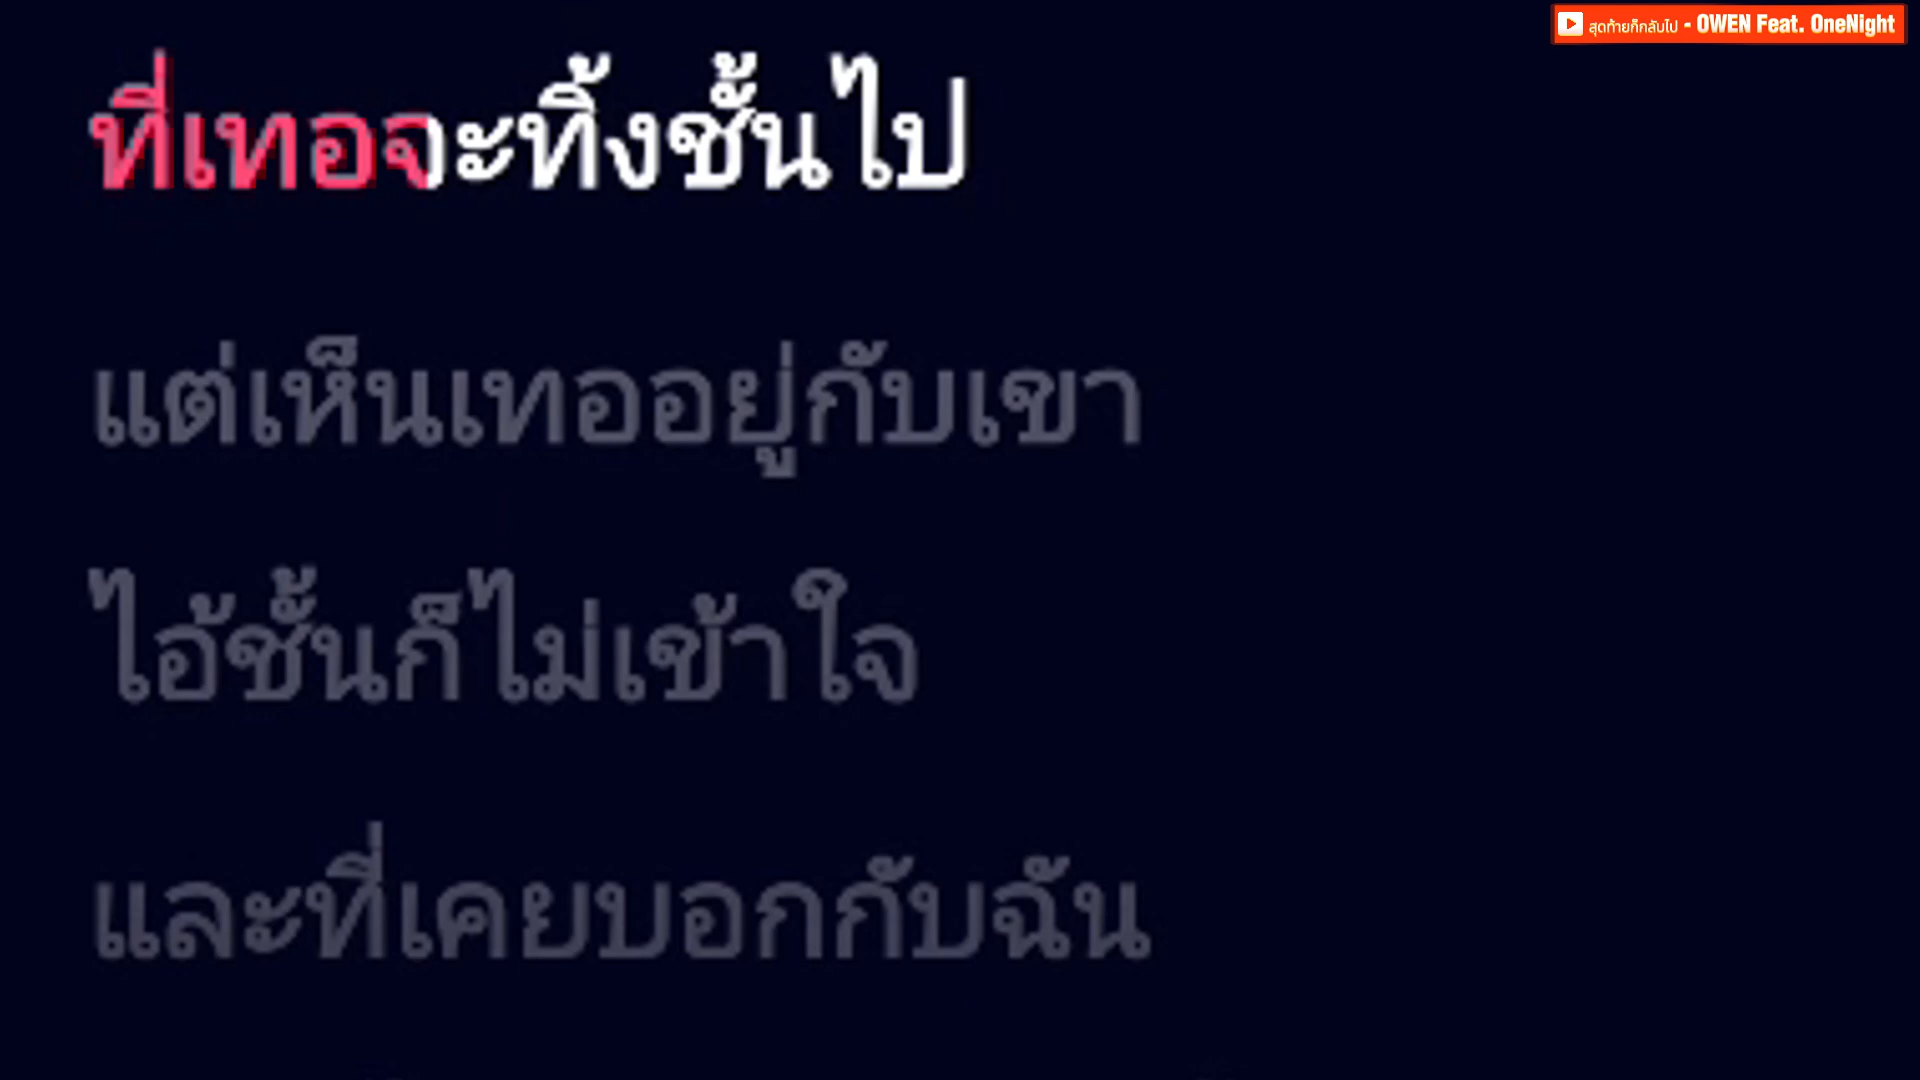 สุดท้ายก็กลับไป - OWEN Feat. OneNight
ที่เทอจะทิ้งชั้นไป
แต่เห็นเทออยู่กับเขา
ไอ้ชั้นก็ไม่เข้าใจ
และที่เคยบอกกับฉัน